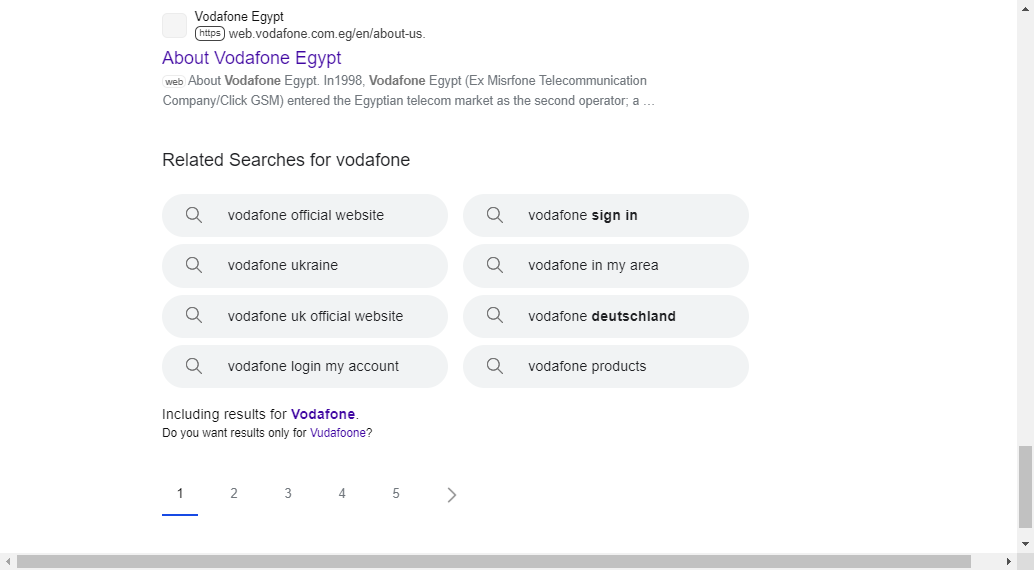 Vodafone Egypt
https web.vodafone.com.eg/en/about-us.
About Vodafone Egypt
web About Vodafone Egypt. In1998, Vodafone Egypt (Ex Misrfone Telecommunication
Company/Click GSM) entered the Egyptian telecom market as the second operator; a ...
Related Searches for vodafone
vodafone official website
vodafone sign in
vodafone ukraine
vodafone in my area
vodafone uk official website
vodafone deutschland
vodafone login my account
vodafone products
Including results for Vodafone.
Do you want results only for Vudafoone?
1 2 3 4 5